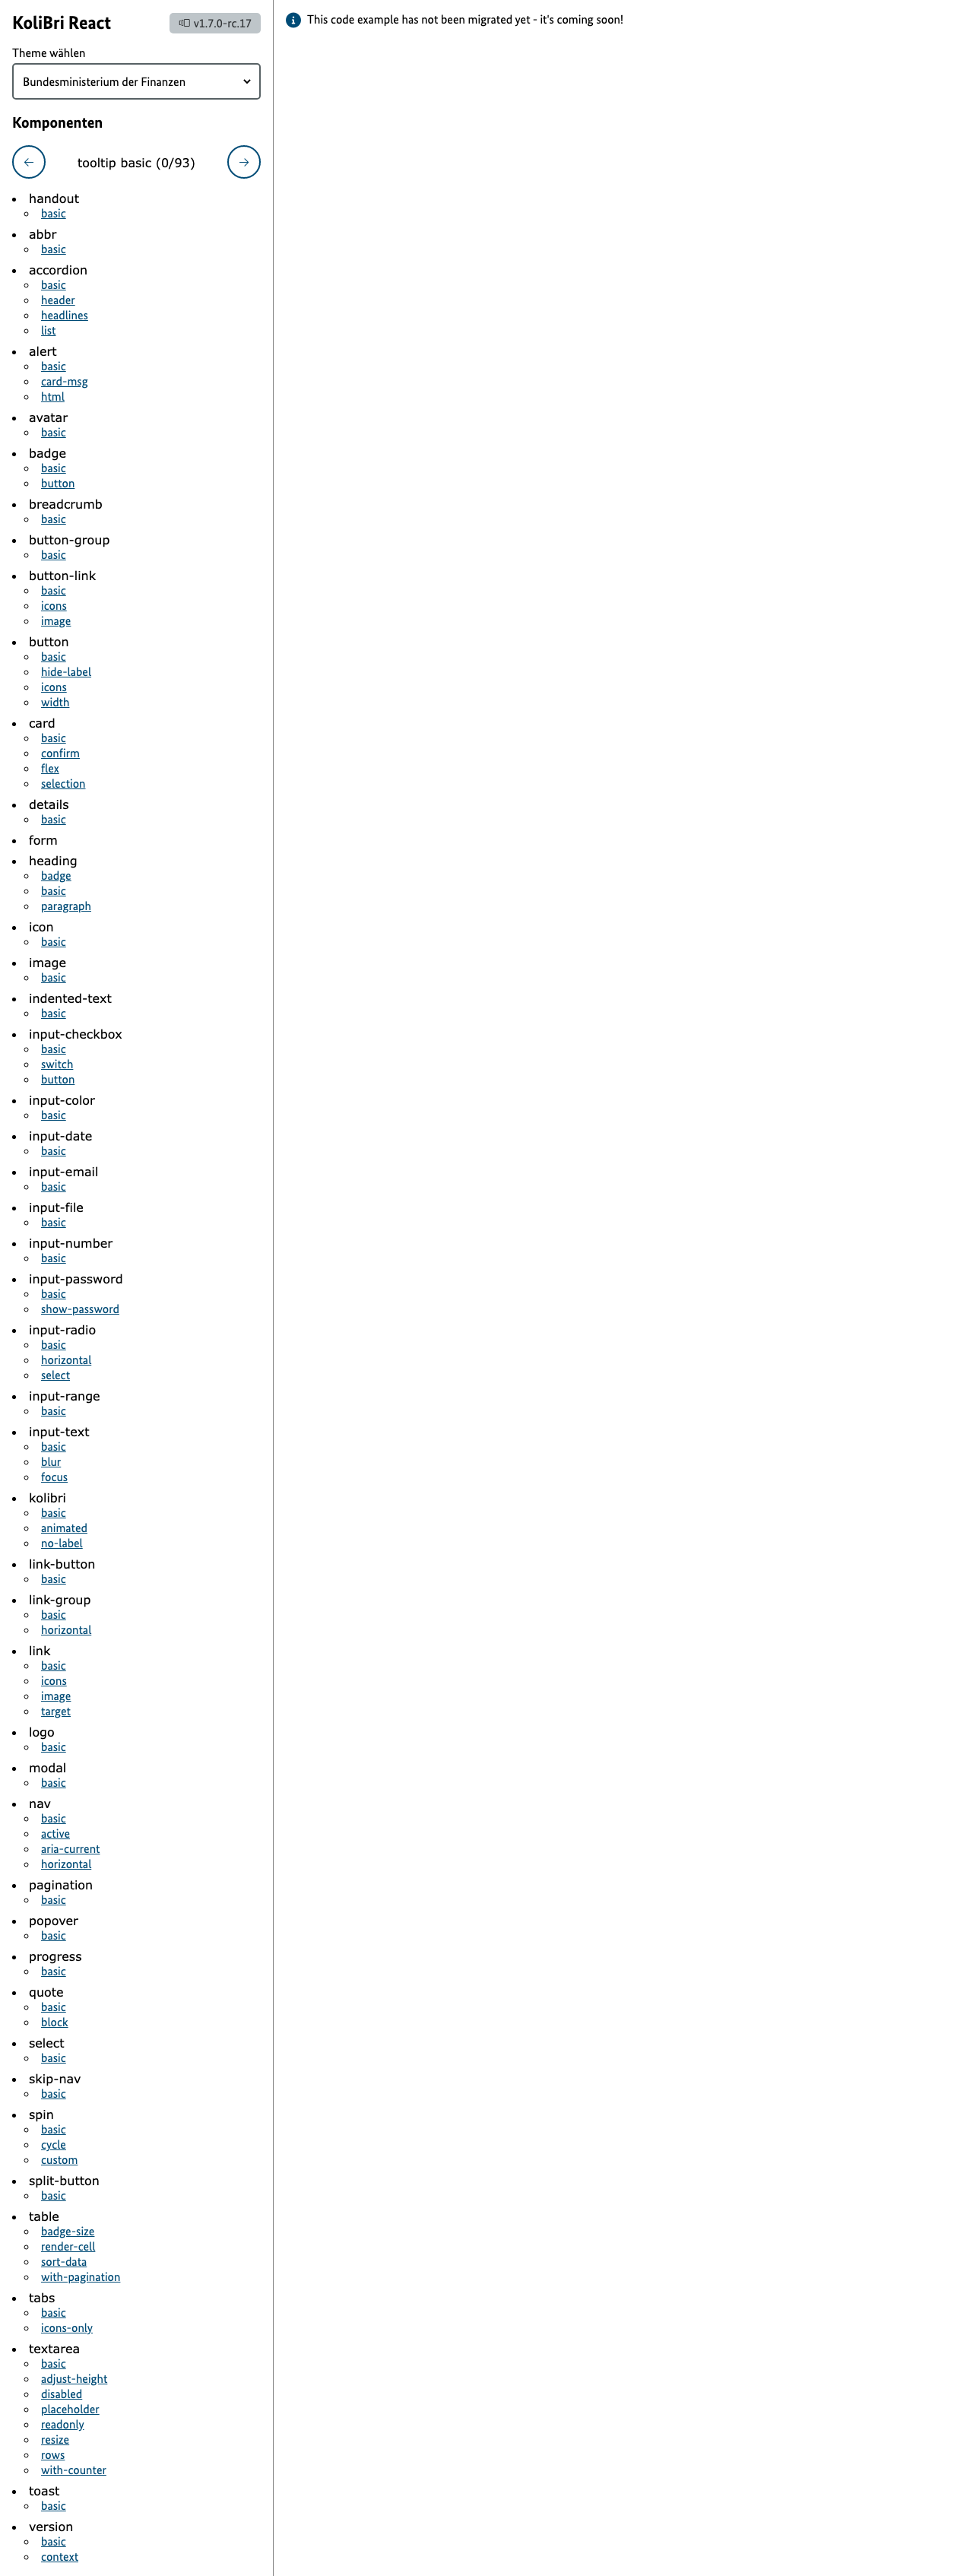 KoliBri React
v1.7.0-rc.17
Theme wählen
Bundesministerium der Finanzen
Komponenten
tooltip basic (0/93)
handout
basic
abbr
basic
accordion
basic
header
headlines
list
alert
basic
card-msg
html
avatar
basic
badge
basic
button
breadcrumb
basic
button-group
basic
button-link
basic
icons
image
button
basic
hide-label
icons
width
card
basic
confirm
flex
selection
details
basic
form
heading
badge
basic
paragraph
icon
basic
image
basic
indented-text
basic
input-checkbox
basic
switch
button
input-color
basic
input-date
basic
input-email
basic
input-file
basic
input-number
basic
input-password
basic
show-password
input-radio
basic
horizontal
select
input-range
basic
input-text
basic
blur
focus
kolibri
basic
animated
no-label
link-button
basic
link-group
basic
horizontal
link
basic
icons
image
target
logo
basic
modal
basic
nav
basic
active
aria-current
horizontal
pagination
basic
popover
basic
progress
basic
quote
basic
block
select
basic
skip-nav
basic
spin
basic
cycle
custom
split-button
basic
table
badge-size
render-cell
sort-data
with-pagination
tabs
basic
icons-only
textarea
basic
adjust-height
disabled
placeholder
readonly
resize
rows
with-counter
toast
basic
version
basic
context
This code example has not been migrated yet - it's coming soon!